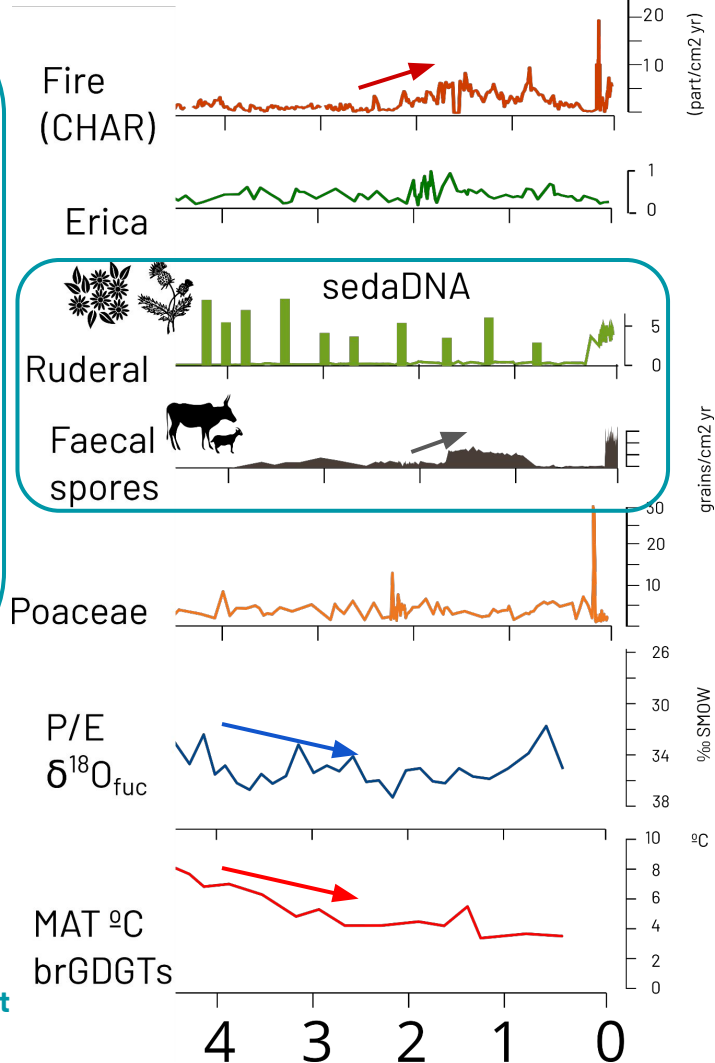 20
(part/cm2 yr)
Fire
10
(CHAR)
1
Erica
0
sedaDNA
5
Ruderal
0
Faecal
spores
grains/cm2 yr
30
20
10
Poaceae
26
P/E
30
δ¹⁸Ofuc
34
‰ SMOW
38
10
ºC
8
6
MAT ºC
4
brGDGTs
2
0
t
4 3 2 1 0